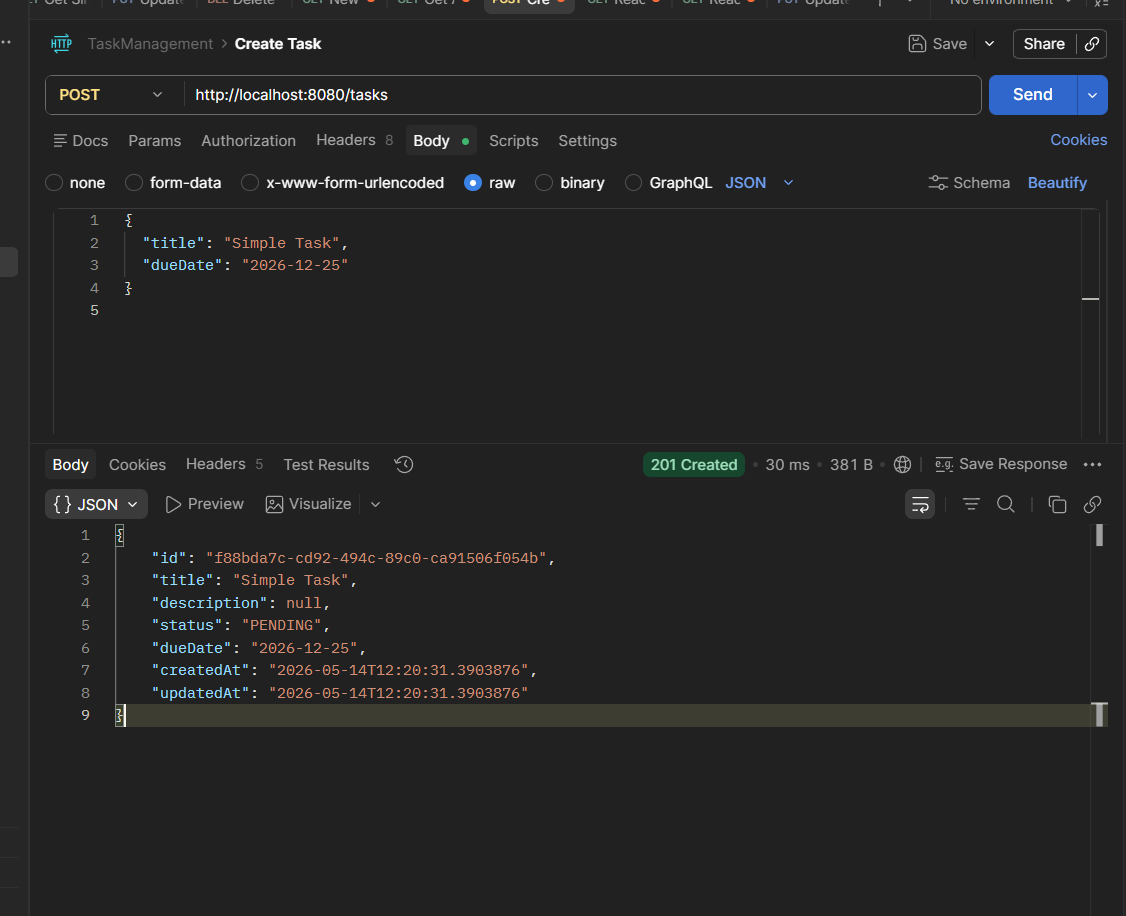 TaskManagement > Create Task
Save
Share
POST
http://localhost:8080/tasks
Send
Docs Params Authorization Headers 8 Body Scripts Settings
Cookies
none form-data x-www-form-urlencoded raw binary GraphQL JSON
Schema Beautify
1 {
2 "title": "Simple Task",
3 "dueDate": "2026-12-25"
4 }
5
Body Cookies Headers 5 Test Results
201 Created • 30 ms • 381 B •
e.g. Save Response
{} JSON Preview Visualize
1 {
2 "id": "f88bda7c-cd92-494c-89c0-ca91506f054b",
3 "title": "Simple Task",
4 "description": null,
5 "status": "PENDING",
6 "dueDate": "2026-12-25",
7 "createdAt": "2026-05-14T12:20:31.3903876",
8 "updatedAt": "2026-05-14T12:20:31.3903876"
9 }